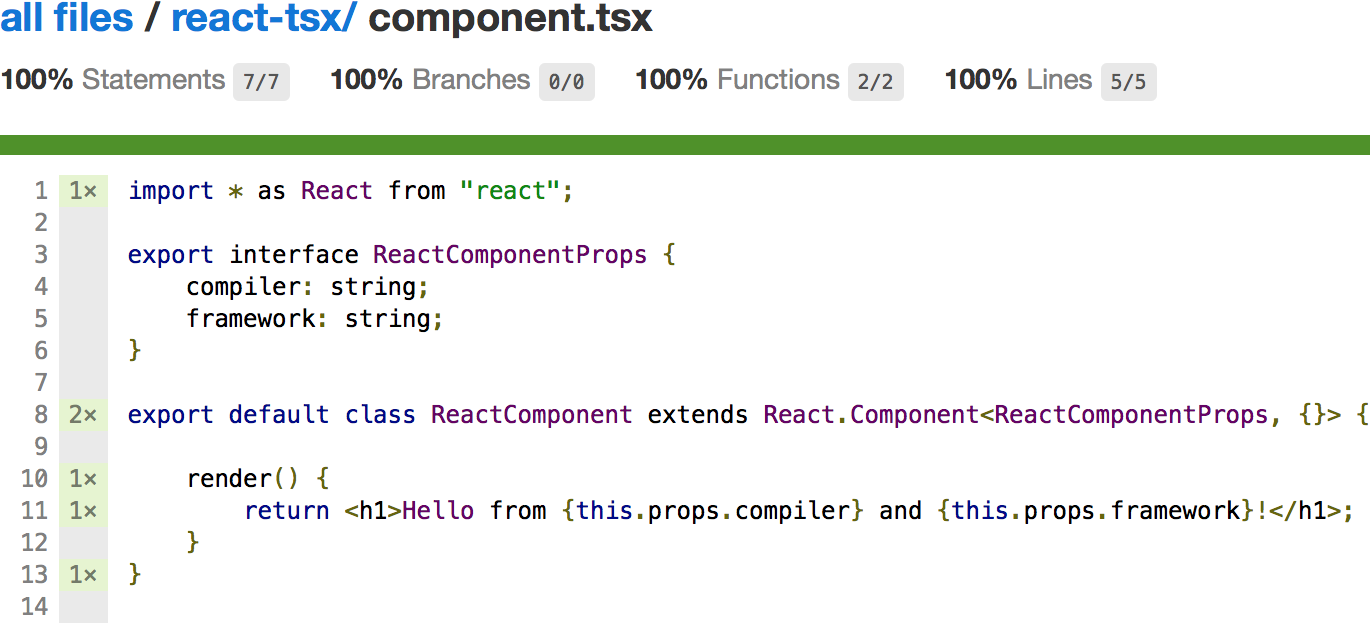 all files / react-tsx/ component.tsx
100% Statements 7/7 100% Branches 0/0 100% Functions 2/2 100% Lines 5/5
1 1× import * as React from "react";
2
3 export interface ReactComponentProps {
4 compiler: string;
5 framework: string;
6 }
7
8 2× export default class ReactComponent extends React.Component<ReactComponentProps, {}> {
9
10 1× render() {
11 1× return <h1>Hello from {this.props.compiler} and {this.props.framework}!</h1>;
12 }
13 1× }
14